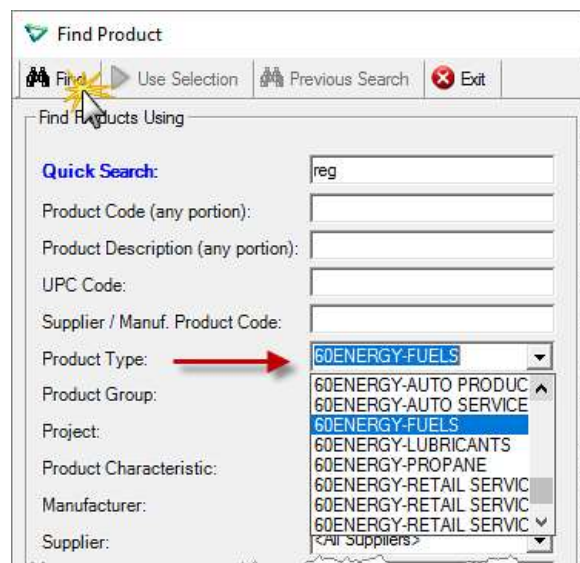 Find Product
Find Use Selection Previous Search Exit
Find Products Using
Quick Search: reg
Product Code (any portion):
Product Description (any portion):
UPC Code:
Supplier / Manuf. Product Code:
Product Type: 60ENERGY-FUELS
60ENERGY-AUTO PRODUC
Product Group:
60ENERGY-AUTO SERVICE
60ENERGY-FUELS
Project:
60ENERGY-LUBRICANTS
Product Characteristic:
60ENERGY-PROPANE
60ENERGY-RETAIL SERVIC
Manufacturer:
60ENERGY-RETAIL SERVIC
60ENERGY-RETAIL SERVIC
Supplier: <All Suppliers>